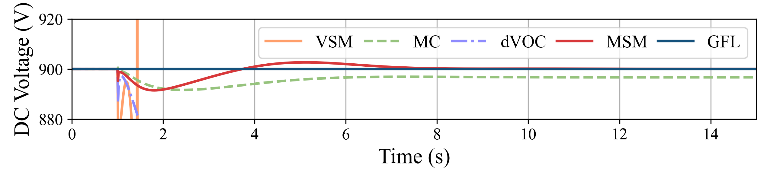 920
VSM MC dVOC MSM GFL
900
880
DC Voltage (V)
0 2 4 6 8 10 12 14
Time (s)